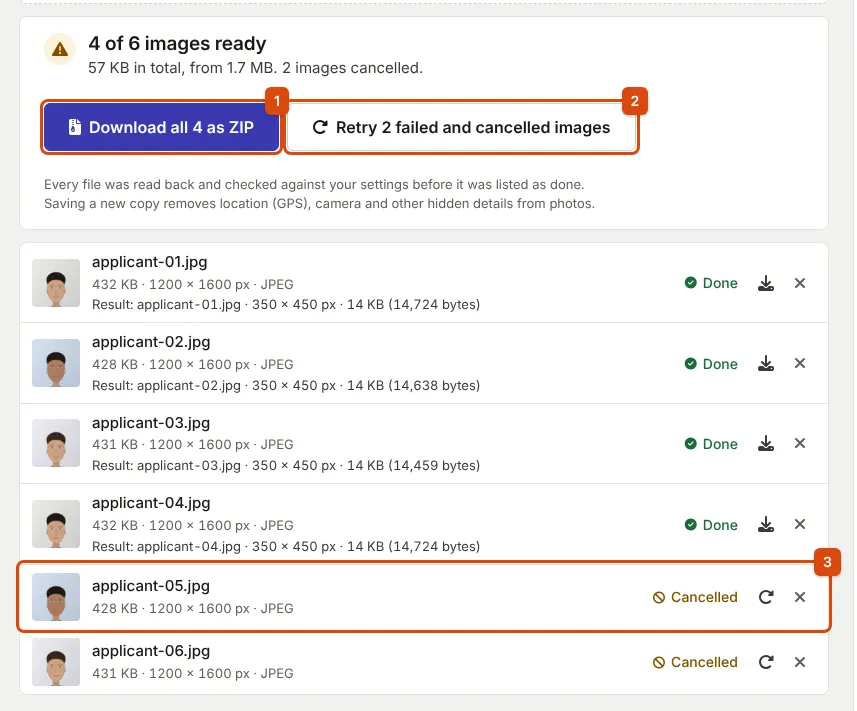 4 of 6 images ready
57 KB in total, from 1.7 MB. 2 images cancelled.
1
2
Download all 4 as ZIP
Retry 2 failed and cancelled images
Every file was read back and checked against your settings before it was listed as done.
Saving a new copy removes location (GPS), camera and other hidden details from photos.
applicant-01.jpg
432 KB · 1200 × 1600 px · JPEG
Result: applicant-01.jpg · 350 × 450 px · 14 KB (14,724 bytes)
Done
applicant-02.jpg
428 KB · 1200 × 1600 px · JPEG
Result: applicant-02.jpg · 350 × 450 px · 14 KB (14,638 bytes)
Done
applicant-03.jpg
431 KB · 1200 × 1600 px · JPEG
Result: applicant-03.jpg · 350 × 450 px · 14 KB (14,459 bytes)
Done
applicant-04.jpg
432 KB · 1200 × 1600 px · JPEG
Result: applicant-04.jpg · 350 × 450 px · 14 KB (14,724 bytes)
Done
3
applicant-05.jpg
428 KB · 1200 × 1600 px · JPEG
Cancelled
applicant-06.jpg
431 KB · 1200 × 1600 px · JPEG
Cancelled